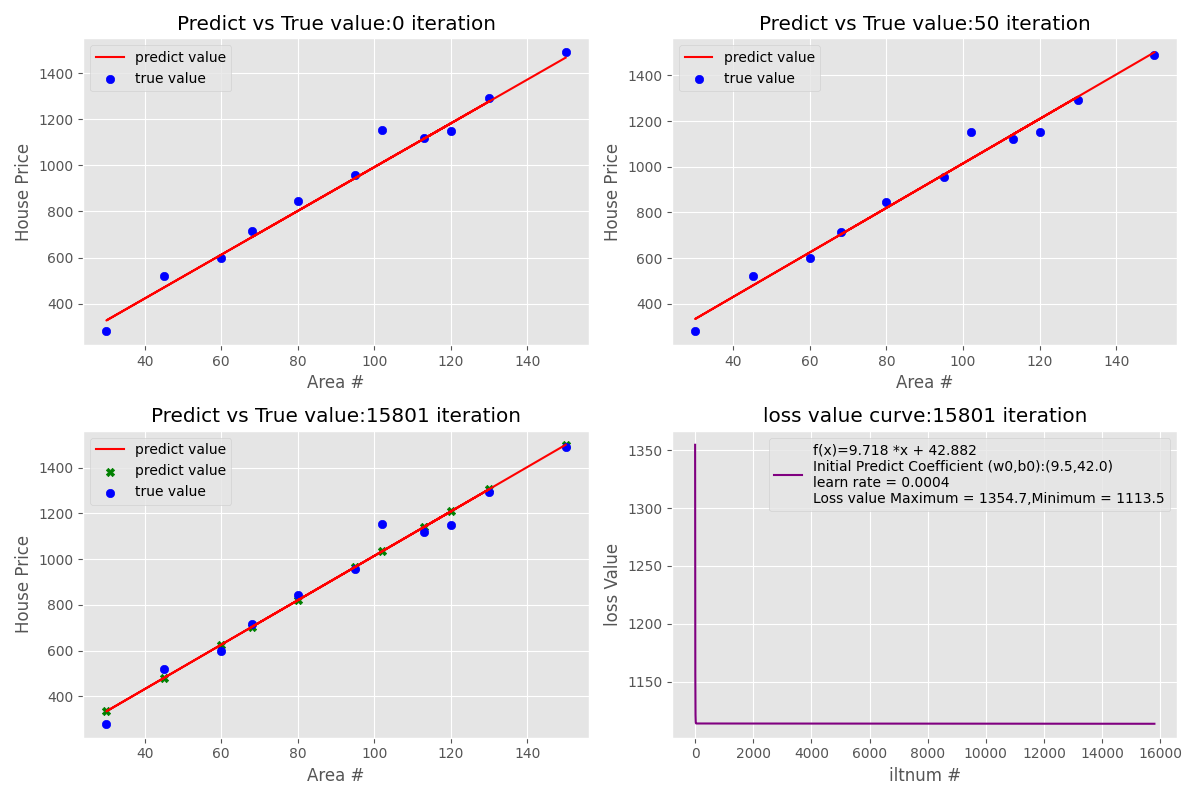 Predict vs True value:0 iteration
predict value
true value
1400
1200
1000
800
600
400
House Price
40 60 80 100 120 140
Area #
Predict vs True value:50 iteration
predict value
true value
1400
1200
1000
800
600
400
House Price
40 60 80 100 120 140
Area #
Predict vs True value:15801 iteration
predict value
predict value
true value
1400
1200
1000
800
600
400
House Price
40 60 80 100 120 140
Area #
loss value curve:15801 iteration
f(x)=9.718 *x + 42.882
Initial Predict Coefficient (w0,b0):(9.5,42.0)
learn rate = 0.0004
Loss value Maximum = 1354.7,Minimum = 1113.5
1350
1300
1250
1200
1150
loss Value
0 2000 4000 6000 8000 10000 12000 14000 16000
iltnum #